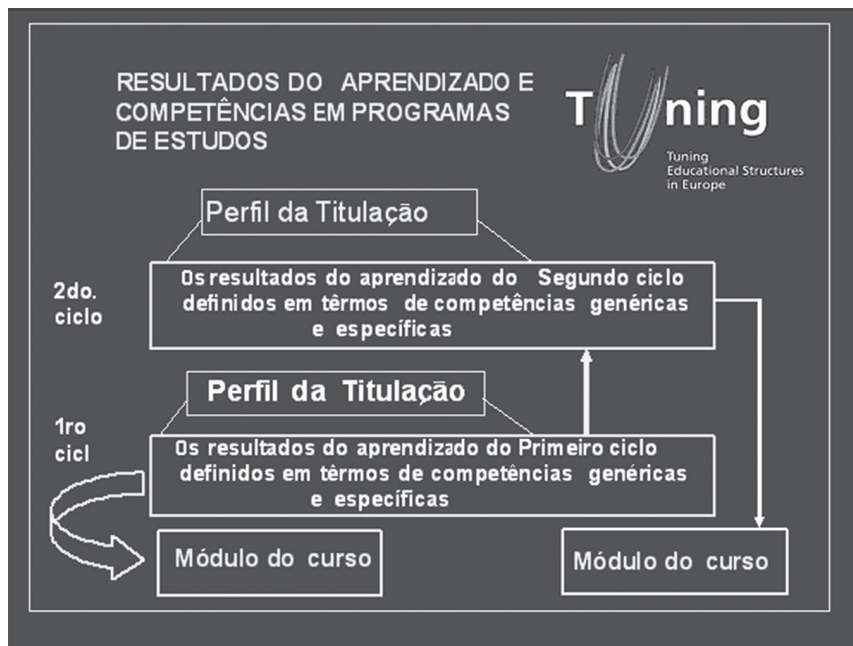 RESULTADOS DO APRENDIZADO E
COMPETÊNCIAS EM PROGRAMAS
DE ESTUDOS
Tuning
Tuning
Educational Structures
in Europe
Perfil da Titulação
2do.
ciclo
Os resultados do aprendizado do Segundo ciclo
definidos em têrmos de competências genéricas
e específicas
Perfil da Titulação
1ro
cicl
Os resultados do aprendizado do Primeiro ciclo
definidos em têrmos de competências genéricas
e específicas
Módulo do curso
Módulo do curso